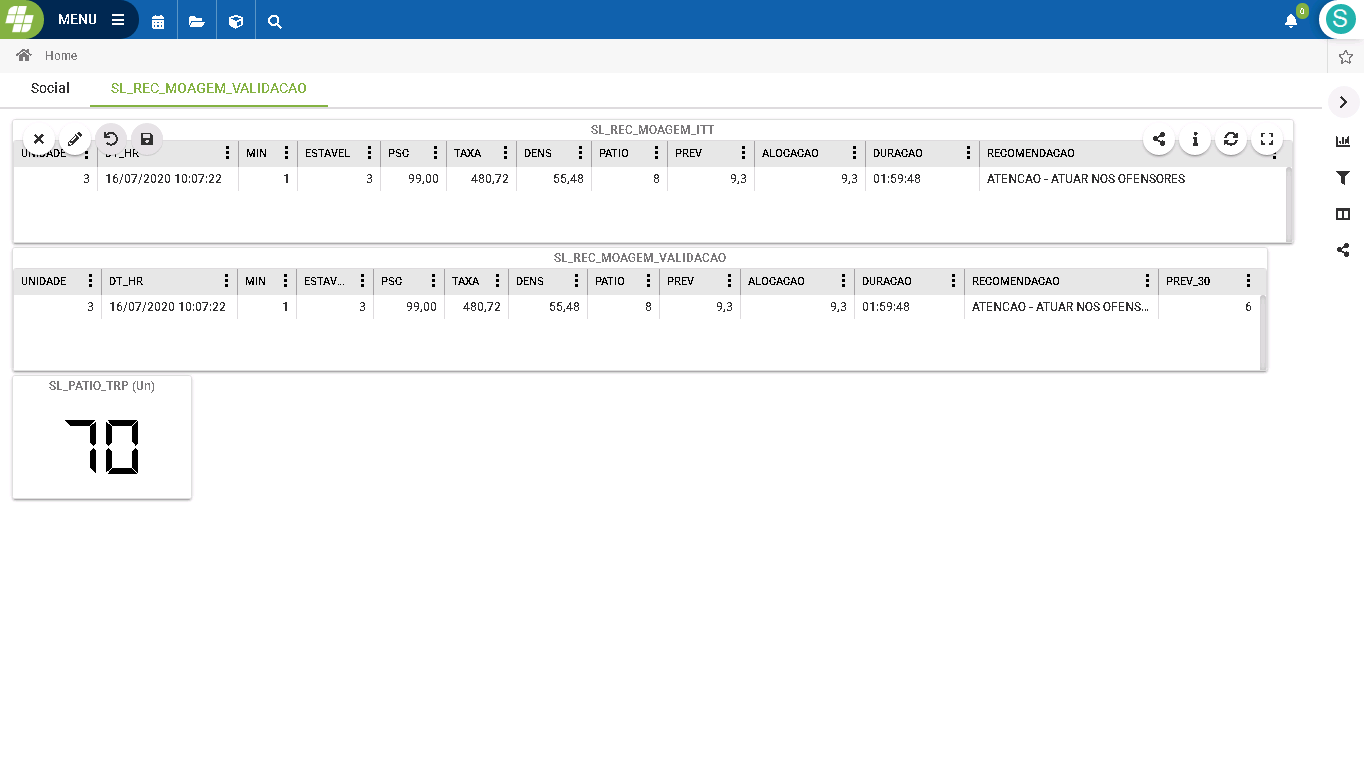 MENU
0
S
Home
Social SL_REC_MOAGEM_VALIDACAO
SL_REC_MOAGEM_ITT
UNIDADE DT_HR MIN ESTAVEL PSC TAXA DENS PATIO PREV ALOCACAO DURACAO RECOMENDACAO
3 16/07/2020 10:07:22 1 3 99,00 480,72 55,48 8 9,3 9,3 01:59:48 ATENCAO - ATUAR NOS OFENSORES
SL_REC_MOAGEM_VALIDACAO
UNIDADE DT_HR MIN ESTAV... PSC TAXA DENS PATIO PREV ALOCACAO DURACAO RECOMENDACAO PREV_30
3 16/07/2020 10:07:22 1 3 99,00 480,72 55,48 8 9,3 9,3 01:59:48 ATENCAO - ATUAR NOS OFENS... 6
SL_PATIO_TRP (Un)
70